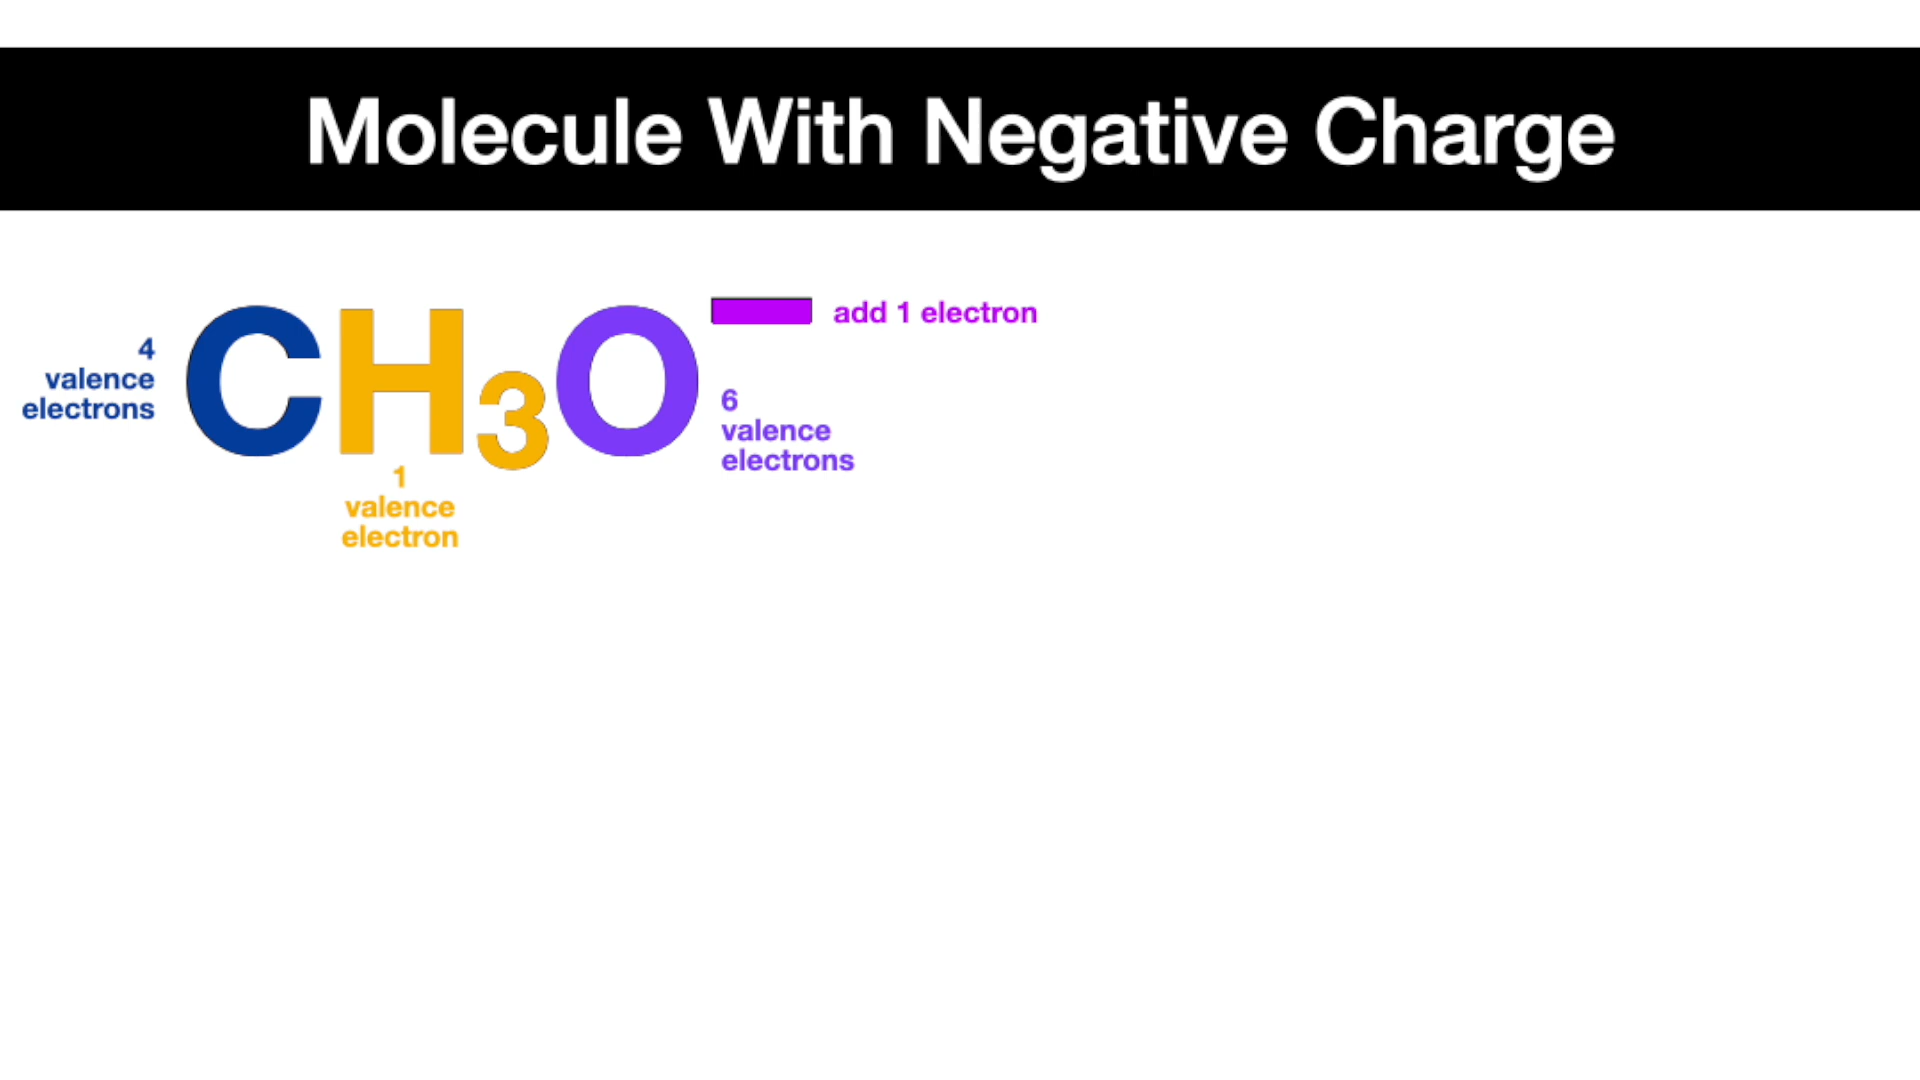 Molecule With Negative Charge
4
valence
electrons
CH₃O⁻
add 1 electron
6
valence
electrons
1
valence
electron